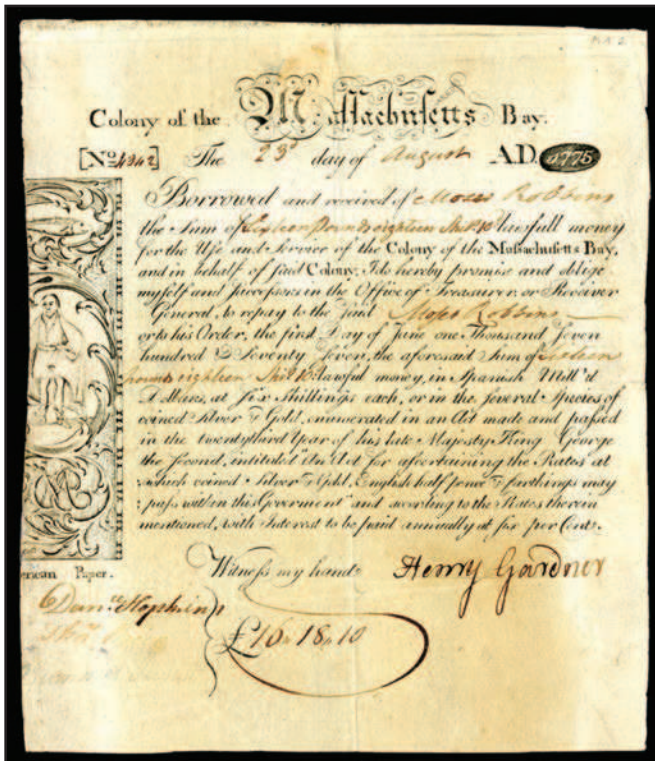 Colony of the Massachusetts Bay.
[No. 4342] The 23d day of August A.D. 1775
Borrowed and received of Moses Robbins
the Sum of Sixteen Pounds eighteen Shils 10 lawfull money
for the Use and Service of the Colony of the Massachusetts Bay,
and in behalf of said Colony, I do hereby promise and oblige
myself and successors in the Office of Treasurer or Receiver
General, to repay to the said Moses Robbins
or to his Order, the first Day of June one Thousand Seven
hundred & Seventy Seven, the aforesaid Sum of Sixteen
pounds eighteen Shil 10 lawful money, in Spanish Mill'd
Dollars, at six Shillings each, or in the several Species of
coined Silver & Gold, enumerated in an Act made and passed
in the twenty third Year of his late Majesty King George
the Second, intitled "An Act for ascertaining the Rates at
which coined Silver & Gold, English half pence & farthings may
pass within this Goverment" and according to the Rates therein
mentioned, with Interest to be paid annually at six per Cent.
Witness my hand
Henry Gardner
erican Paper.
Danl. Hopkins
£16.18.10